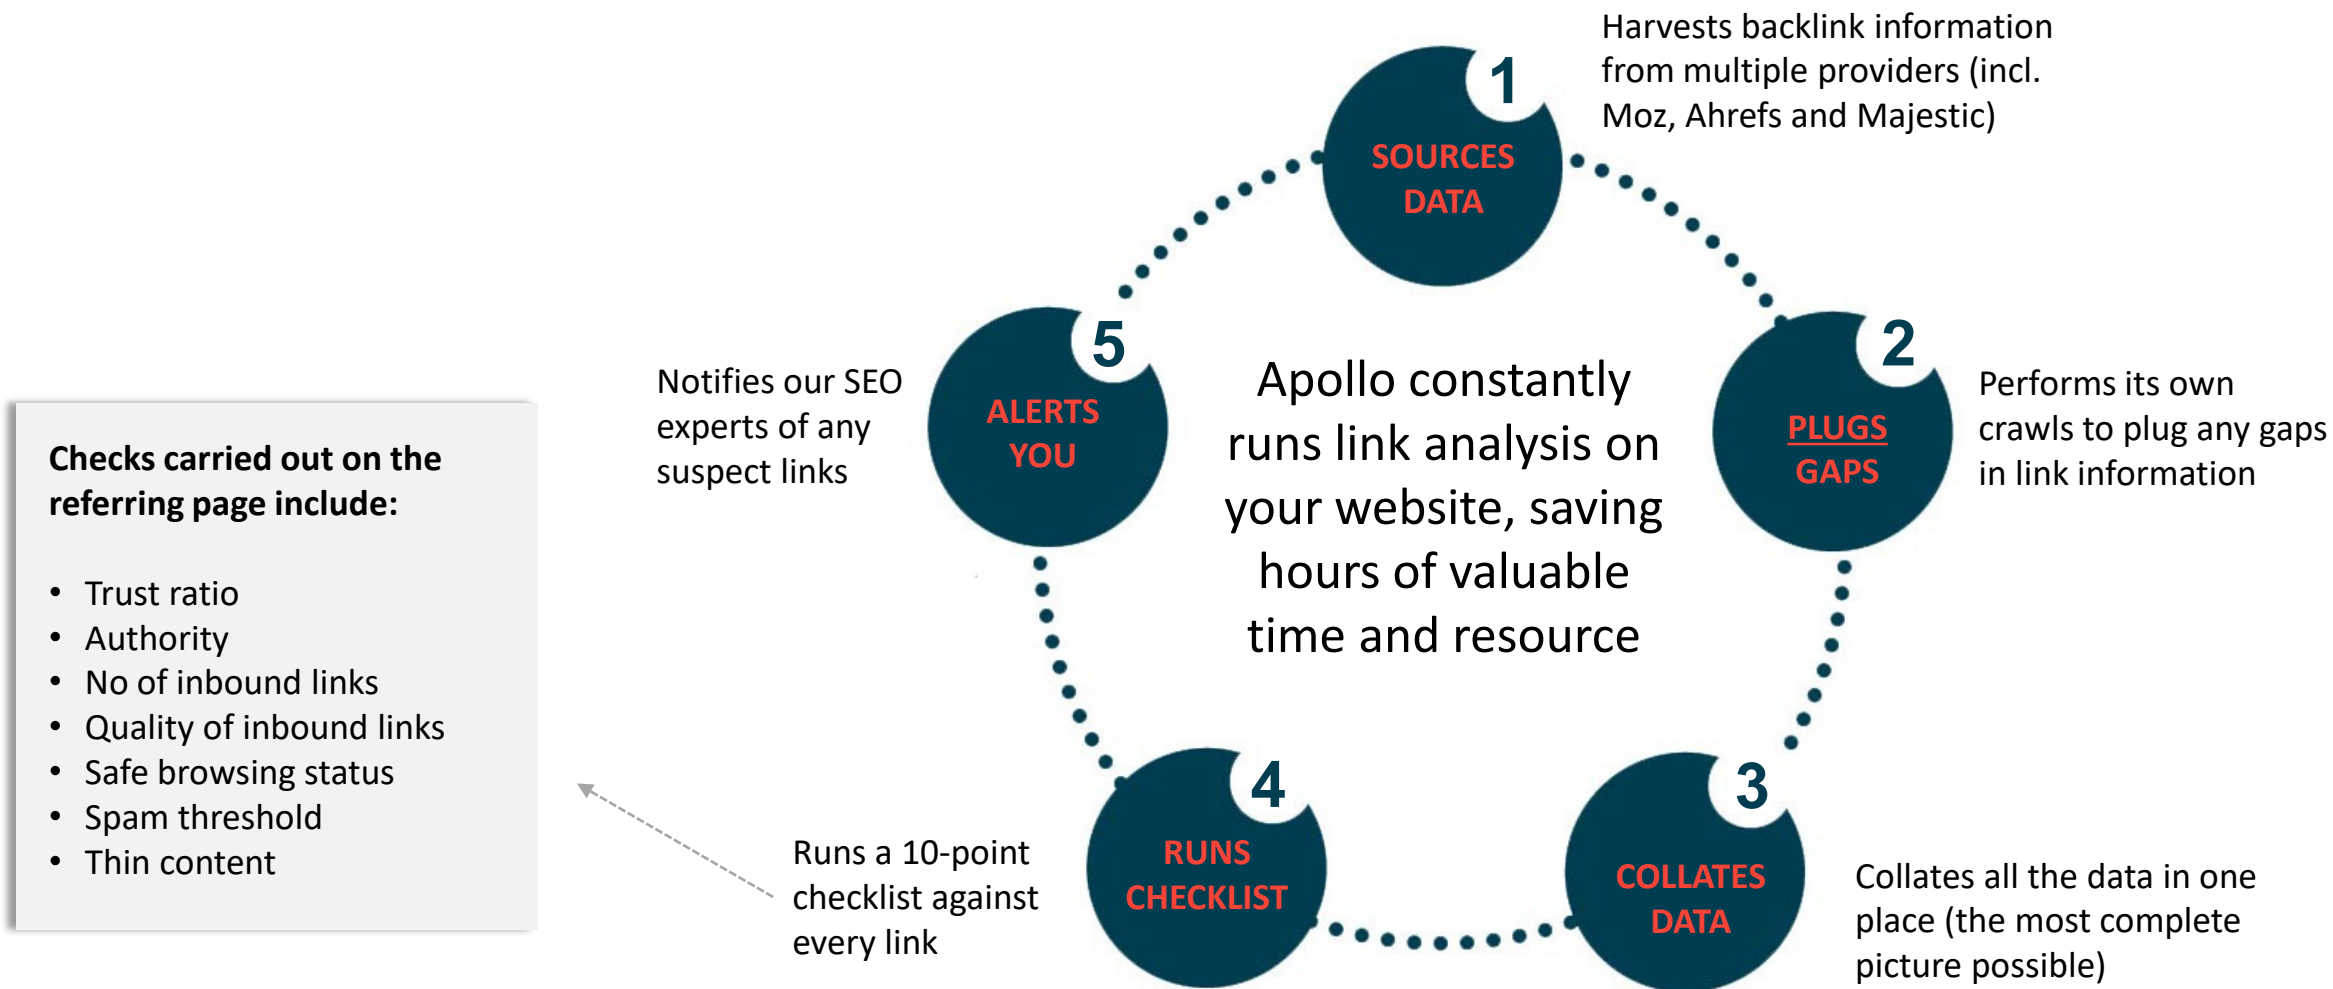 1
SOURCES
DATA
Harvests backlink information
from multiple providers (incl.
Moz, Ahrefs and Majestic)
2
PLUGS
GAPS
Performs its own
crawls to plug any gaps
in link information
3
COLLATES
DATA
Collates all the data in one
place (the most complete
picture possible)
4
RUNS
CHECKLIST
Runs a 10-point
checklist against
every link
5
ALERTS
YOU
Notifies our SEO
experts of any
suspect links
Apollo constantly
runs link analysis on
your website, saving
hours of valuable
time and resource
Checks carried out on the
referring page include:
• Trust ratio
• Authority
• No of inbound links
• Quality of inbound links
• Safe browsing status
• Spam threshold
• Thin content